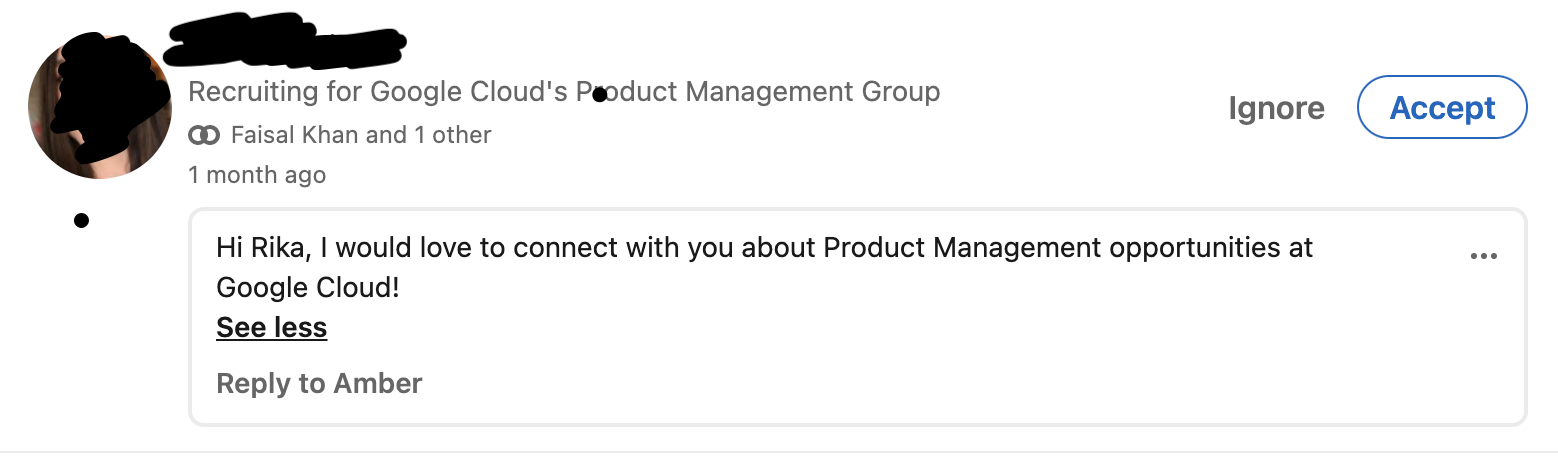 Recruiting for Google Cloud's Product Management Group
Faisal Khan and 1 other
1 month ago
Ignore
Accept
Hi Rika, I would love to connect with you about Product Management opportunities at
Google Cloud!
See less
Reply to Amber